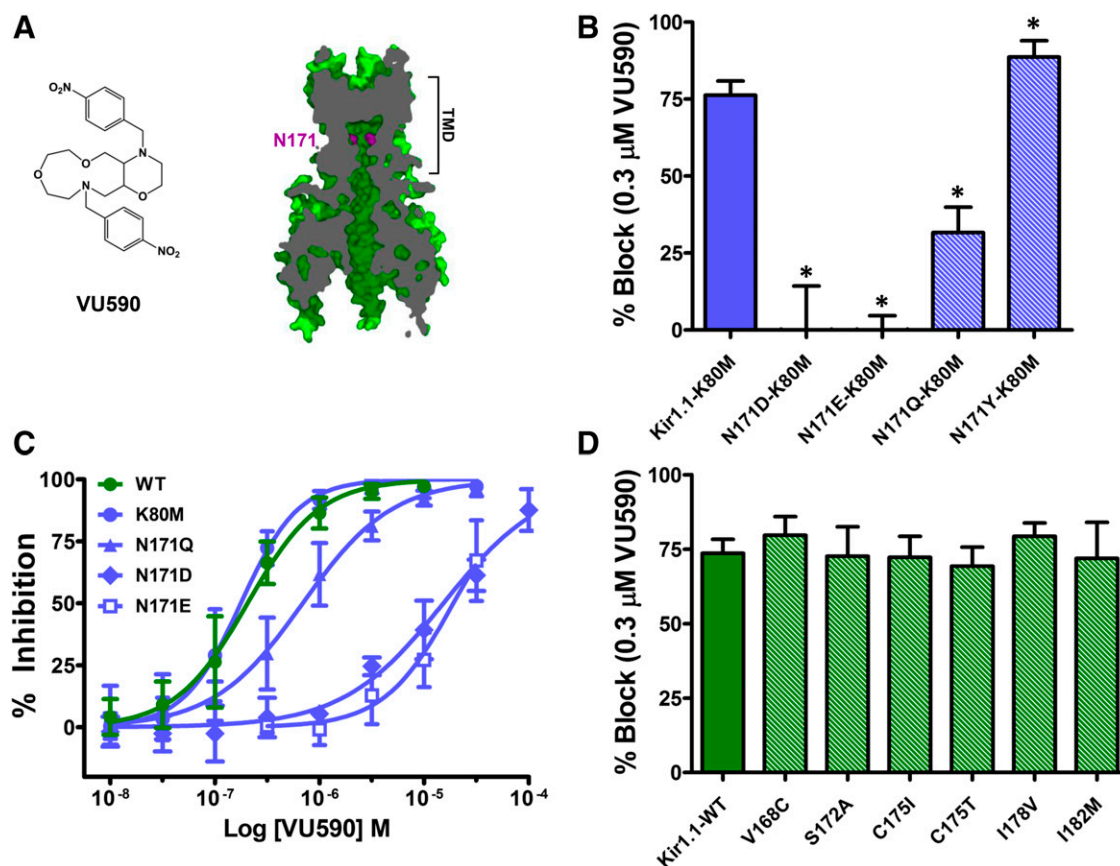 A
NO₂
N
O
O
N
O
NO₂
VU590
N171
TMD
B
% Block (0.3 μM VU590)
100
75
50
25
0
*
*
*
*
Kir1.1-K80M
N171D-K80M
N171E-K80M
N171Q-K80M
N171Y-K80M
C
% Inhibition
100
75
50
25
0
WT
K80M
N171Q
N171D
N171E
10⁻⁸
10⁻⁷
10⁻⁶
10⁻⁵
10⁻⁴
Log [VU590] M
D
% Block (0.3 μM VU590)
100
75
50
25
0
Kir1.1-WT
V168C
S172A
C175I
C175T
I178V
I182M